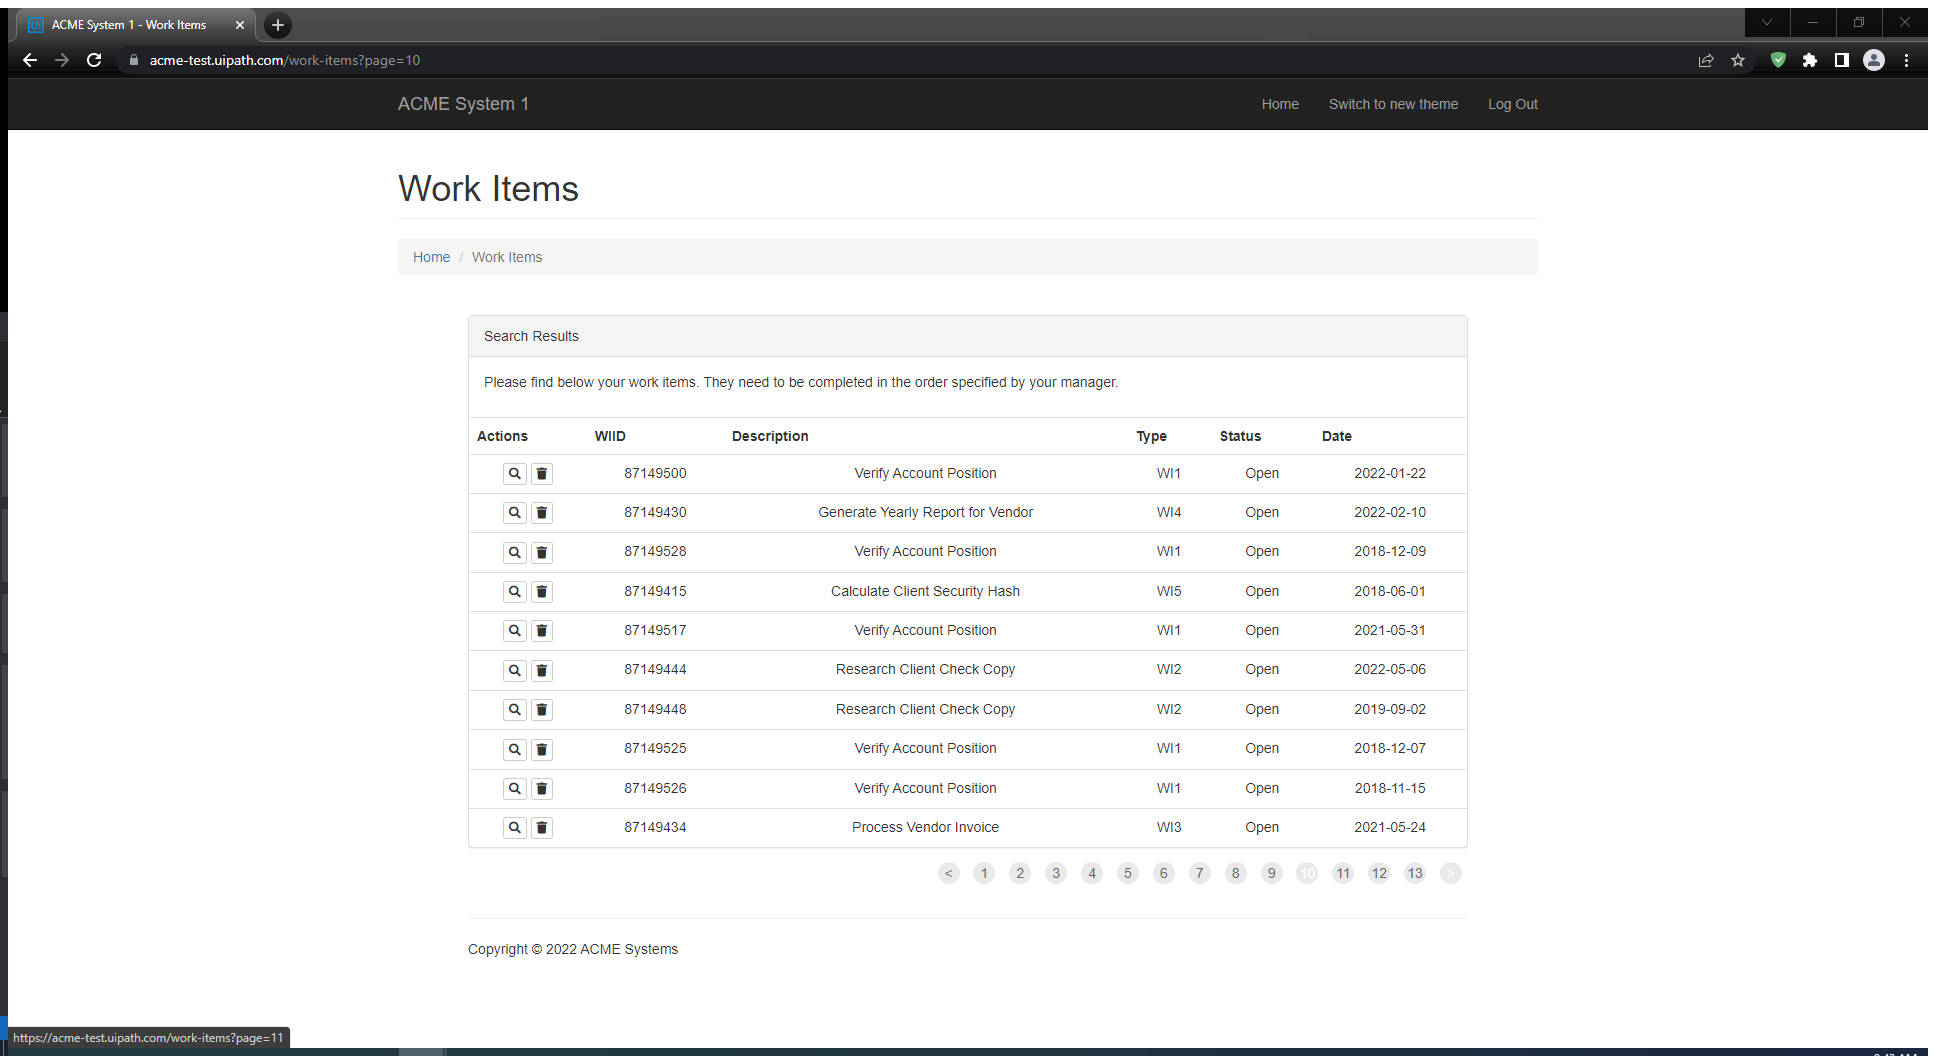 ACME System 1 - Work Items
acme-test.uipath.com/work-items?page=10
ACME System 1 Home Switch to new theme Log Out
Work Items
Home / Work Items
Search Results
Please find below your work items. They need to be completed in the order specified by your manager.
Actions WIID Description Type Status Date
87149500 Verify Account Position WI1 Open 2022-01-22
87149430 Generate Yearly Report for Vendor WI4 Open 2022-02-10
87149528 Verify Account Position WI1 Open 2018-12-09
87149415 Calculate Client Security Hash WI5 Open 2018-06-01
87149517 Verify Account Position WI1 Open 2021-05-31
87149444 Research Client Check Copy WI2 Open 2022-05-06
87149448 Research Client Check Copy WI2 Open 2019-09-02
87149525 Verify Account Position WI1 Open 2018-12-07
87149526 Verify Account Position WI1 Open 2018-11-15
87149434 Process Vendor Invoice WI3 Open 2021-05-24
< 1 2 3 4 5 6 7 8 9 10 11 12 13 >
Copyright © 2022 ACME Systems
https://acme-test.uipath.com/work-items?page=11